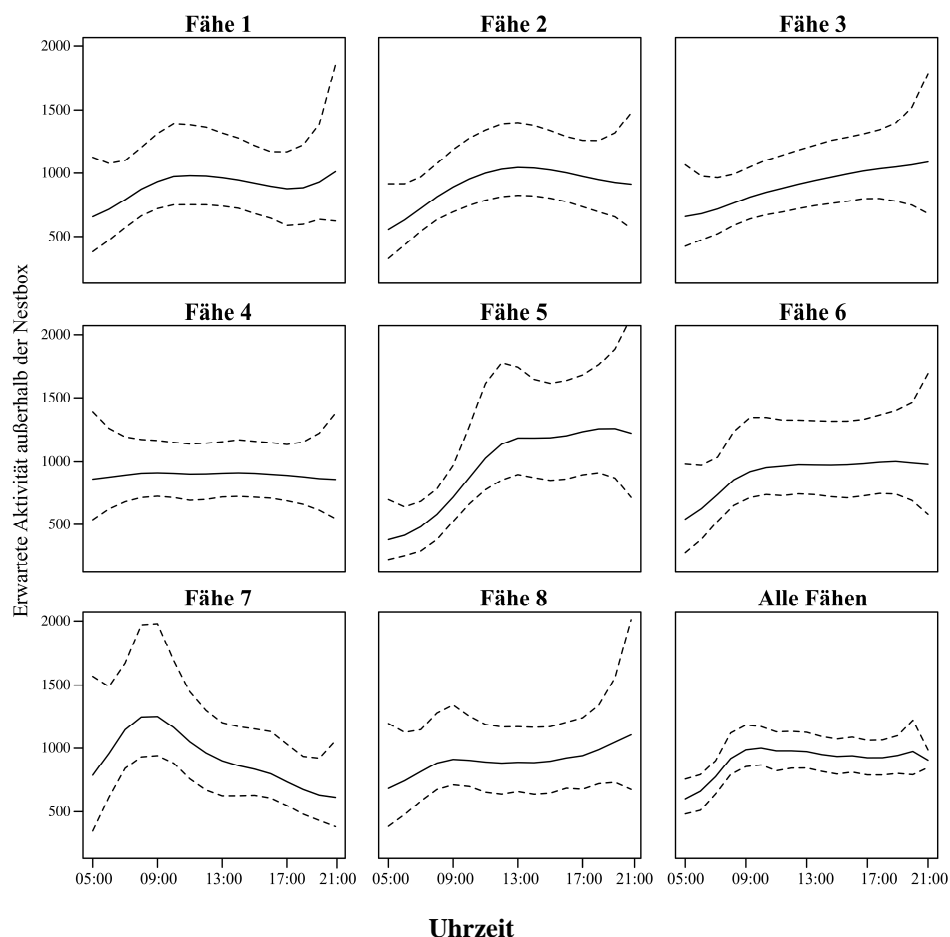 Fähe 1
Fähe 2
Fähe 3
2000
1500
1000
500
Fähe 4
Fähe 5
Fähe 6
2000
1500
1000
500
Erwartete Aktivität außerhalb der Nestbox
Fähe 7
Fähe 8
Alle Fähen
2000
1500
1000
500
05:00 09:00 13:00 17:00 21:00
05:00 09:00 13:00 17:00 21:00
05:00 09:00 13:00 17:00 21:00
Uhrzeit